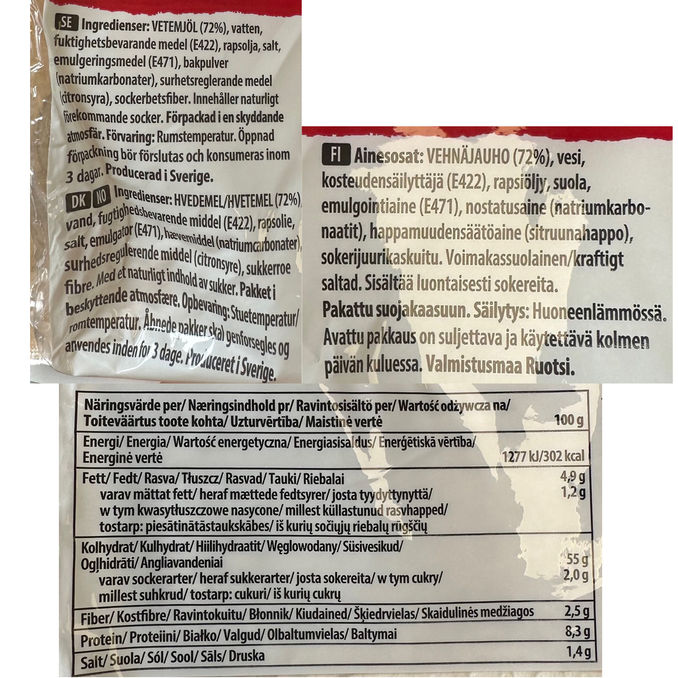 SE Ingredienser: VETEMJÖL (72%), vatten,
fuktighetsbevarande medel (E422), rapsolja, salt,
emulgeringsmedel (E471), bakpulver
(natriumkarbonater), surhetsreglerande medel
(citronsyra), sockerbetsfiber. Innehåller naturligt
förekommande socker. Förpackad i en skyddande
atmosfär. Förvaring: Rumstemperatur. Öppnad
förpackning bör förslutas och konsumeras inom
3 dagar. Producerad i Sverige.
DK NO Ingredienser: HVEDEMEL/HVETEMEL (72%)
vand, fugtighedsbevarende middel (E422), rapsolie,
salt, emulgator (E471), hævemiddel (natriumcarbonater)
surhedsregulerende middel (citronsyre), sukkerroe
fibre. Med et naturligt indhold av sukker. Pakket i
beskyttende atmosfære. Opbevaring: Stuetemperatur/
romtemperatur. Åbnede pakker skal genforsegles og
anvendes inden for 3 dage. Produceret i Sverige.
FI Ainesosat: VEHNÄJAUHO (72%), vesi,
kosteudensäilyttäjä (E422), rapsiöljy, suola,
emulgointiaine (E471), nostatusaine (natriumkarbo-
naatit), happamuudensäätöaine (sitruunahappo),
sokerijuurikaskuitu. Voimakassuolainen/kraftigt
saltad. Sisältää luontaisesti sokereita.
Pakattu suojakaasuun. Säilytys: Huoneenlämmössä.
Avattu pakkaus on suljettava ja käytettävä kolmen
päivän kuluessa. Valmistusmaa Ruotsi.
Näringsvärde per/ Næringsindhold pr/ Ravintosisältö per/ Wartość odżywcza na/
Toiteväärtus toote kohta/ Uzturvērtība/ Maistinė vertė 100 g
Energi/ Energia/ Wartość energetyczna/ Energiasisaldus/ Enerģētiskā vērtība/
Energinė vertė 1277 kJ/302 kcal
Fett/ Fedt/ Rasva/ Tłuszcz/ Rasvad/ Tauki/ Riebalai 4,9 g
varav mättat fett/ heraf mættede fedtsyrer/ josta tyydyttynyttä/ 1,2 g
w tym kwasy tłuszczowe nasycone/ millest küllastunud rasvhapped/
tostarp: piesātinātās taukskābes/ iš kurių sočiųjų riebalų rūgščių
Kolhydrat/ Kulhydrat/ Hiilihydraatit/ Węglowodany/ Süsivesikud/
Ogļhidrāti/ Angliavandeniai 55 g
varav sockerarter/ heraf sukkerarter/ josta sokereita/ w tym cukry/ 2,0 g
millest suhkrud/ tostarp: cukuri/ iš kurių cukrų
Fiber/ Kostfibre/ Ravintokuitu/ Błonnik/ Kiudained/ Šķiedrvielas/ Skaidulinės medžiagos 2,5 g
Protein/ Proteiini/ Białko/ Valgud/ Olbaltumvielas/ Baltymai 8,3 g
Salt/ Suola/ Sól/ Sool/ Sāls/ Druska 1,4 g